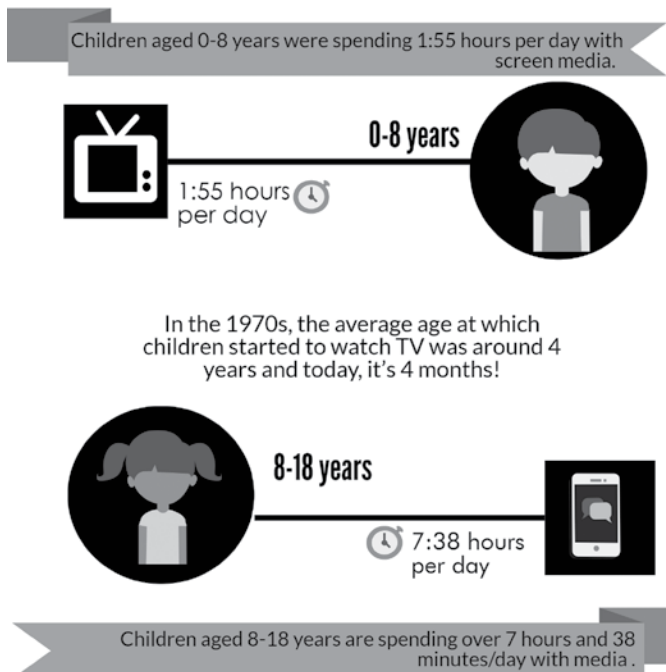 Children aged 0-8 years were spending 1:55 hours per day with
screen media.
0-8 years
1:55 hours
per day
In the 1970s, the average age at which
children started to watch TV was around 4
years and today, it's 4 months!
8-18 years
7:38 hours
per day
Children aged 8-18 years are spending over 7 hours and 38
minutes/day with media .